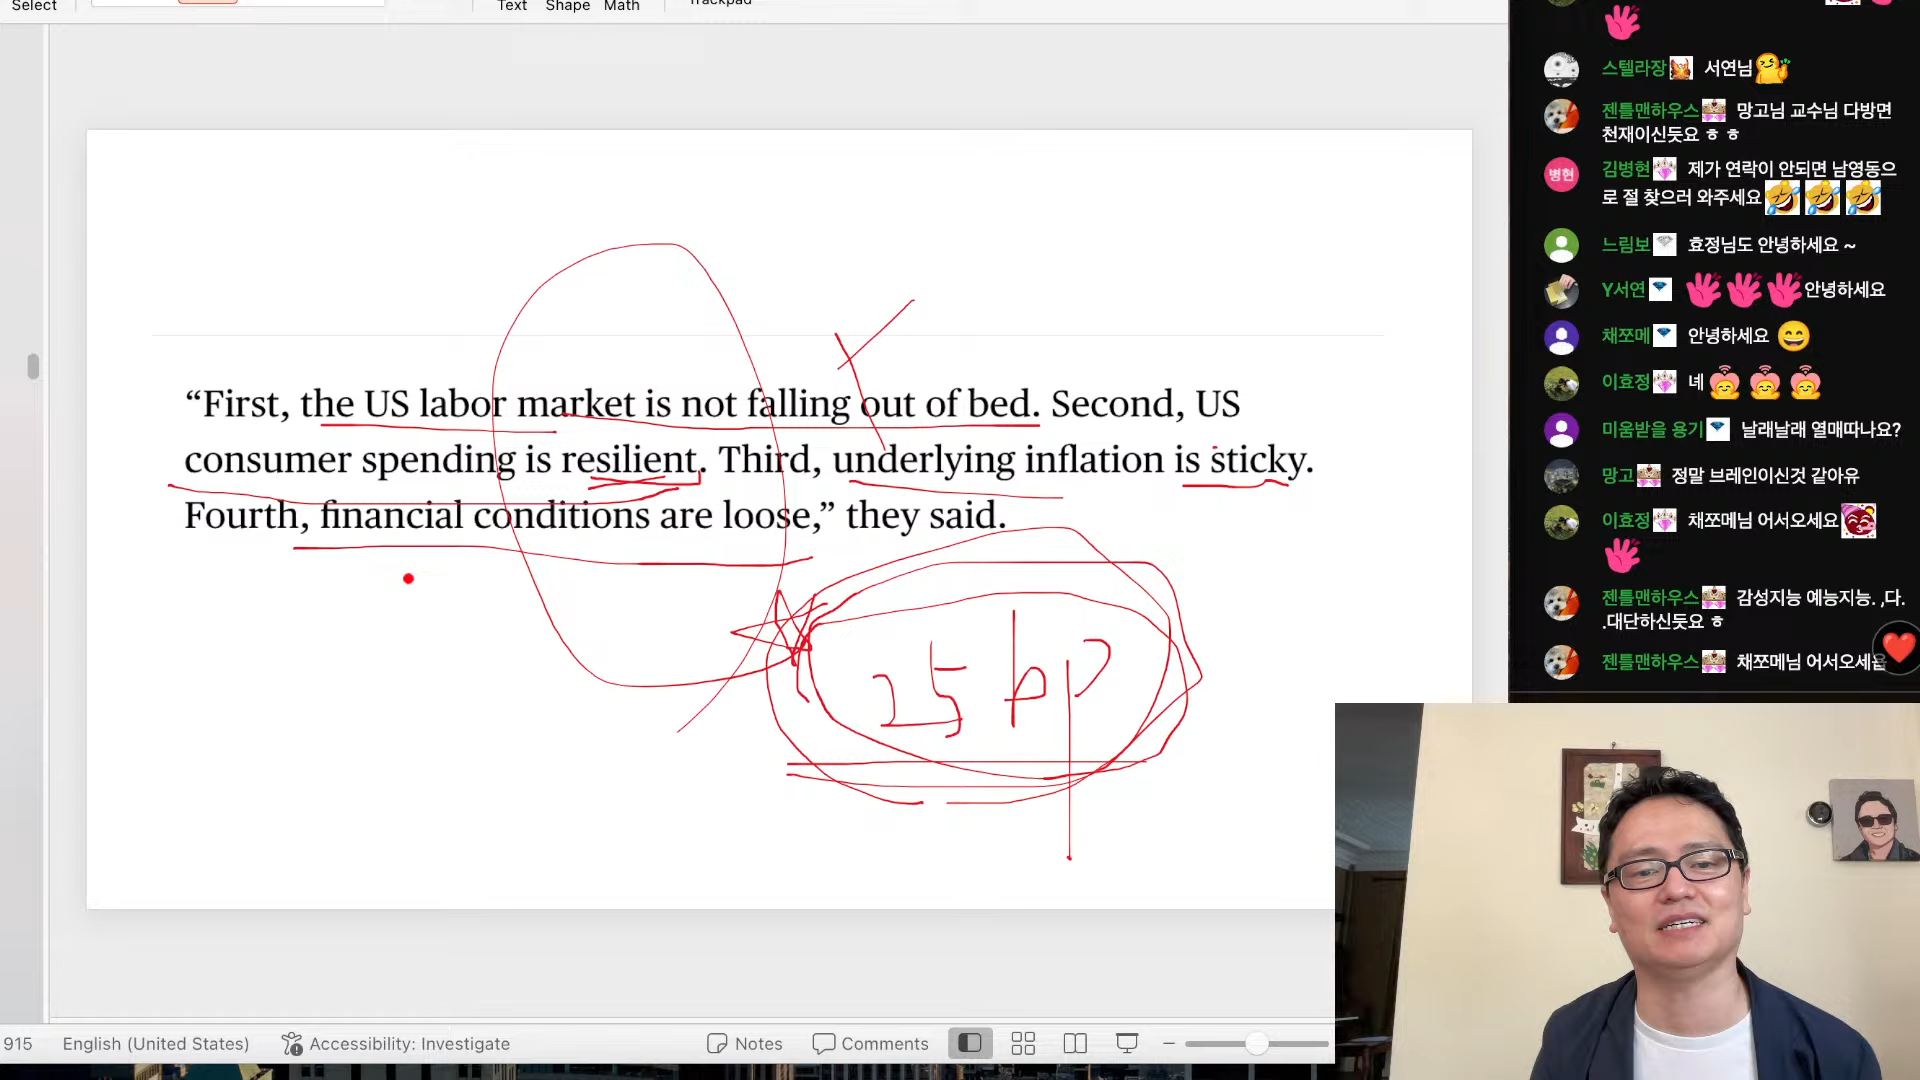 Select
Text Shape Math
“First, the US labor market is not falling out of bed. Second, US
consumer spending is resilient. Third, underlying inflation is sticky.
Fourth, financial conditions are loose,” they said.
25 bp
915 English (United States) Accessibility: Investigate Notes Comments
스텔라장 서연님
젠틀맨하우스 망고님 교수님 다방면
천재이신듯요 ㅎ ㅎ
병현 김병현 제가 연락이 안되면 남영동으
로 절 찾으러 와주세요
느림보 효정님도 안녕하세요 ~
Y서연 안녕하세요
채쪼메 안녕하세요
이효정 녜
미움받을 용기 날래날래 열매따나요?
망고 정말 브레인이신것 같아유
이효정 채쪼메님 어서오세요
젠틀맨하우스 감성지능 예능지능. ,다.
.대단하신듯요 ㅎ
젠틀맨하우스 채쪼메님 어서오세욥